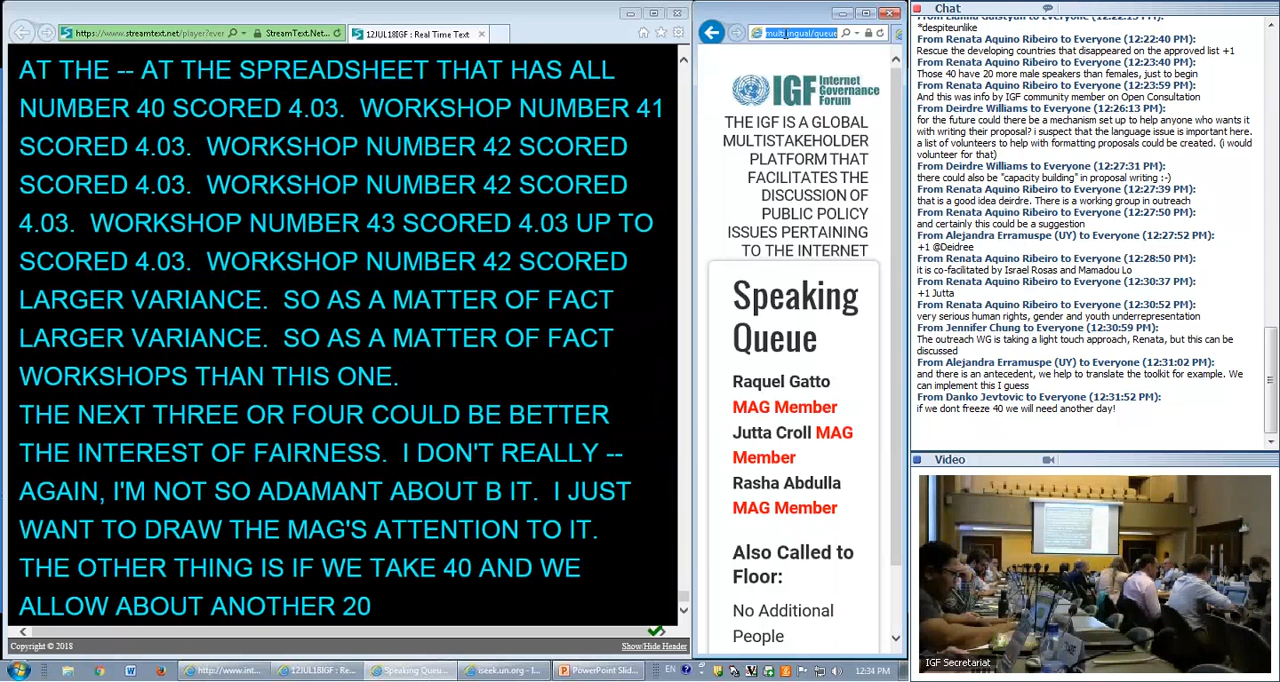 https://www.streamtext.net/player?ever
StreamText.Net...
12JUL18IGF : Real Time Text
AT THE -- AT THE SPREADSHEET THAT HAS ALL
NUMBER 40 SCORED 4.03.  WORKSHOP NUMBER 41
SCORED 4.03.  WORKSHOP NUMBER 42 SCORED
SCORED 4.03.  WORKSHOP NUMBER 42 SCORED
4.03.  WORKSHOP NUMBER 43 SCORED 4.03 UP TO
SCORED 4.03.  WORKSHOP NUMBER 42 SCORED
LARGER VARIANCE.  SO AS A MATTER OF FACT
LARGER VARIANCE.  SO AS A MATTER OF FACT
WORKSHOPS THAN THIS ONE.
THE NEXT THREE OR FOUR COULD BE BETTER
THE INTEREST OF FAIRNESS.  I DON'T REALLY --
AGAIN, I'M NOT SO ADAMANT ABOUT B IT.  I JUST
WANT TO DRAW THE MAG'S ATTENTION TO IT.
THE OTHER THING IS IF WE TAKE 40 AND WE
ALLOW ABOUT ANOTHER 20
Copyright © 2018
Show/Hide Header
multilingual/queue
IGF Internet
Governance
Forum
THE IGF IS A GLOBAL
MULTISTAKEHOLDER
PLATFORM THAT
FACILITATES THE
DISCUSSION OF
PUBLIC POLICY
ISSUES PERTAINING
TO THE INTERNET
Speaking
Queue
Raquel Gatto
MAG Member
Jutta Croll MAG
Member
Rasha Abdulla
MAG Member
Also Called to
Floor:
No Additional
People
Chat
*despiteunlike
From Renata Aquino Ribeiro to Everyone (12:22:40 PM):
Rescue the developing countries that disappeared on the approved list +1
From Renata Aquino Ribeiro to Everyone (12:23:40 PM):
Those 40 have 20 more male speakers than females, just to begin
From Renata Aquino Ribeiro to Everyone (12:23:59 PM):
And this was info by IGF community member on Open Consultation
From Deirdre Williams to Everyone (12:26:13 PM):
for the future could there be a mechanism set up to help anyone who wants it
with writing their proposal? i suspect that the language issue is important here.
a list of volunteers to help with formatting proposals could be created. (i would
volunteer for that)
From Deirdre Williams to Everyone (12:27:31 PM):
there could also be "capacity building" in proposal writing :-)
From Renata Aquino Ribeiro to Everyone (12:27:39 PM):
that is a good idea deirdre. There is a working group in outreach
From Renata Aquino Ribeiro to Everyone (12:27:50 PM):
and certainly this could be a suggestion
From Alejandra Erramuspe (UY) to Everyone (12:27:52 PM):
+1 @Deidree
From Renata Aquino Ribeiro to Everyone (12:28:50 PM):
it is co-facilitated by Israel Rosas and Mamadou Lo
From Renata Aquino Ribeiro to Everyone (12:30:37 PM):
+1 Jutta
From Renata Aquino Ribeiro to Everyone (12:30:52 PM):
very serious human rights, gender and youth underrepresentation
From Jennifer Chung to Everyone (12:30:59 PM):
The outreach WG is taking a light touch approach, Renata, but this can be
discussed
From Alejandra Erramuspe (UY) to Everyone (12:31:02 PM):
and there is an antecedent, we help to translate the toolkit for example. We
can implement this I guess
From Danko Jevtovic to Everyone (12:31:52 PM):
if we dont freeze 40 we will need another day!
Video
IGF Secretariat
http://www.int...
12JUL18IGF : Re...
Speaking Queu...
iseek.un.org - I...
PowerPoint Slid...
EN
12:34 PM